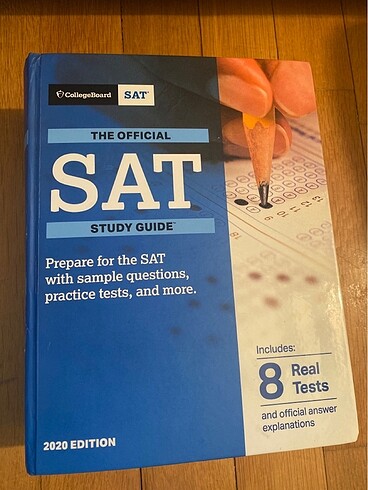 CollegeBoard SAT®
THE OFFICIAL
SAT
STUDY GUIDE™
Prepare for the SAT
with sample questions,
practice tests, and more.
Includes:
8 Real
Tests
and official answer
explanations
2020 EDITION